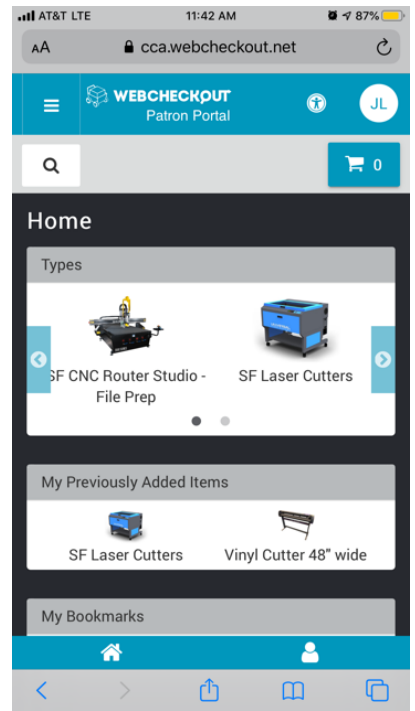 AT&T LTE 11:42 AM 87%
AA cca.webcheckout.net
WEBCHECKOUT
Patron Portal
JL
0
Home
Types
SF CNC Router Studio - SF Laser Cutters
File Prep
My Previously Added Items
SF Laser Cutters Vinyl Cutter 48" wide
My Bookmarks